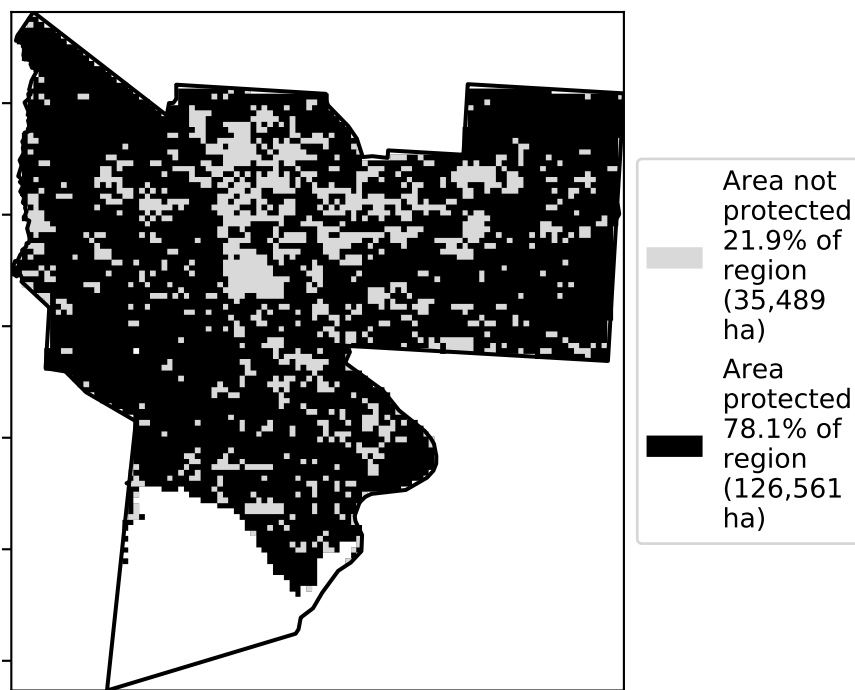 Area not
protected
21.9% of
region
(35,489
ha)
Area
protected
78.1% of
region
(126,561
ha)